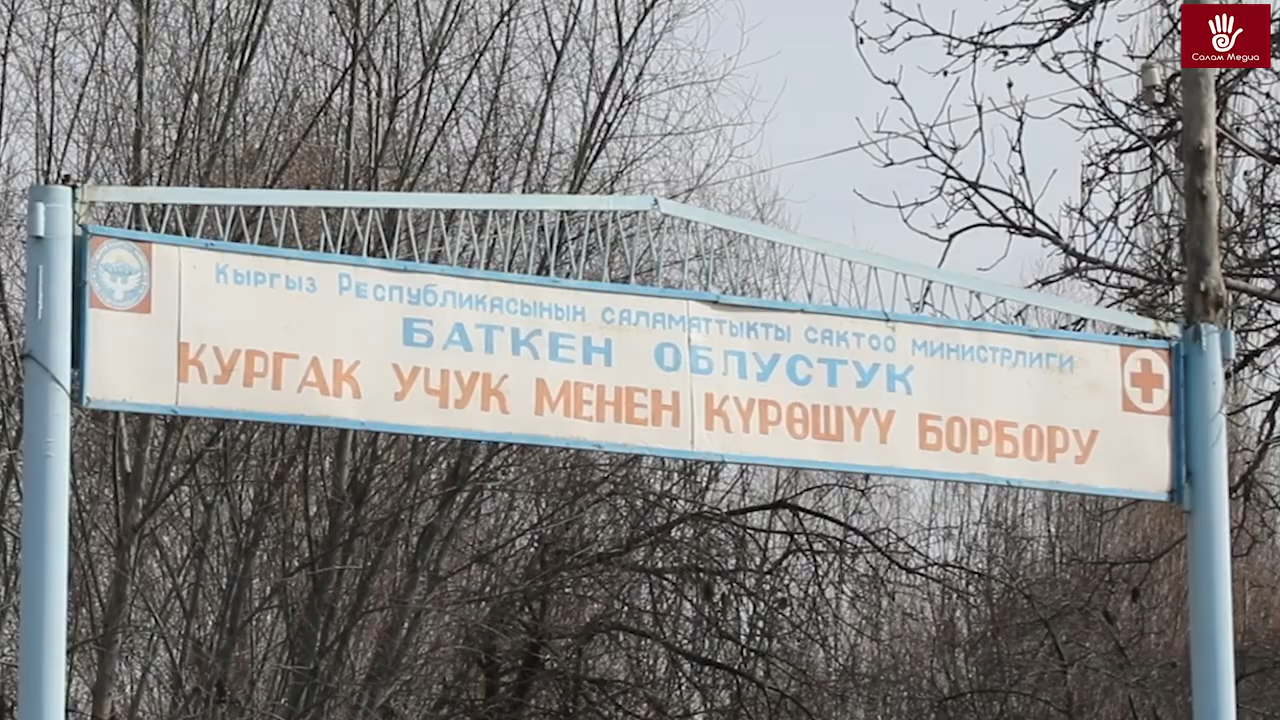 Салам Медиа
Кыргыз Республикасынын саламаттыкты сактоо министрлиги
БАТКЕН ОБЛУСТУК
КУРГАК УЧУК МЕНЕН КҮРӨШҮҮ БОРБОРУ